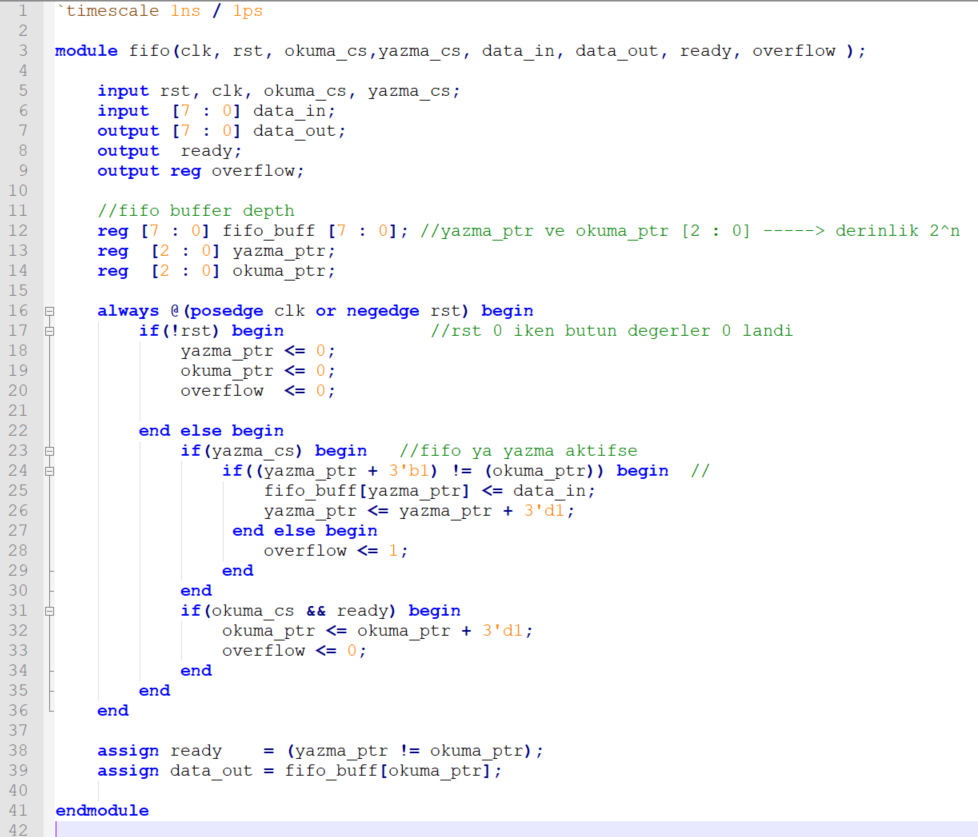 1 `timescale 1ns / 1ps
2
3 module fifo(clk, rst, okuma_cs,yazma_cs, data_in, data_out, ready, overflow );
4
5     input rst, clk, okuma_cs, yazma_cs;
6     input  [7 : 0] data_in;
7     output [7 : 0] data_out;
8     output  ready;
9     output reg overflow;
10
11     //fifo buffer depth
12     reg [7 : 0] fifo_buff [7 : 0]; //yazma_ptr ve okuma_ptr [2 : 0] -----> derinlik 2^n
13     reg  [2 : 0] yazma_ptr;
14     reg  [2 : 0] okuma_ptr;
15
16     always @(posedge clk or negedge rst) begin
17         if(!rst) begin              //rst 0 iken butun degerler 0 landi
18             yazma_ptr <= 0;
19             okuma_ptr <= 0;
20             overflow  <= 0;
21
22         end else begin
23             if(yazma_cs) begin   //fifo ya yazma aktifse
24                 if((yazma_ptr + 3'b1) != (okuma_ptr)) begin  //
25                     fifo_buff[yazma_ptr] <= data_in;
26                     yazma_ptr <= yazma_ptr + 3'd1;
27                  end else begin
28                     overflow <= 1;
29                 end
30             end
31             if(okuma_cs && ready) begin
32                 okuma_ptr <= okuma_ptr + 3'd1;
33                 overflow <= 0;
34             end
35         end
36     end
37
38     assign ready    = (yazma_ptr != okuma_ptr);
39     assign data_out = fifo_buff[okuma_ptr];
40
41 endmodule
42